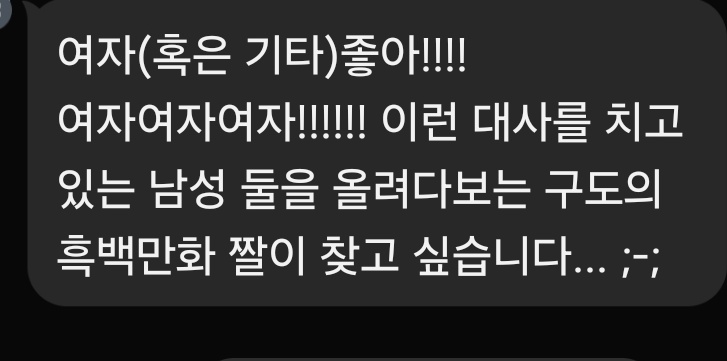 여자(혹은 기타)좋아!!!!
여자여자여자!!!!!! 이런 대사를 치고
있는 남성 둘을 올려다보는 구도의
흑백만화 짤이 찾고 싶습니다... ;-;